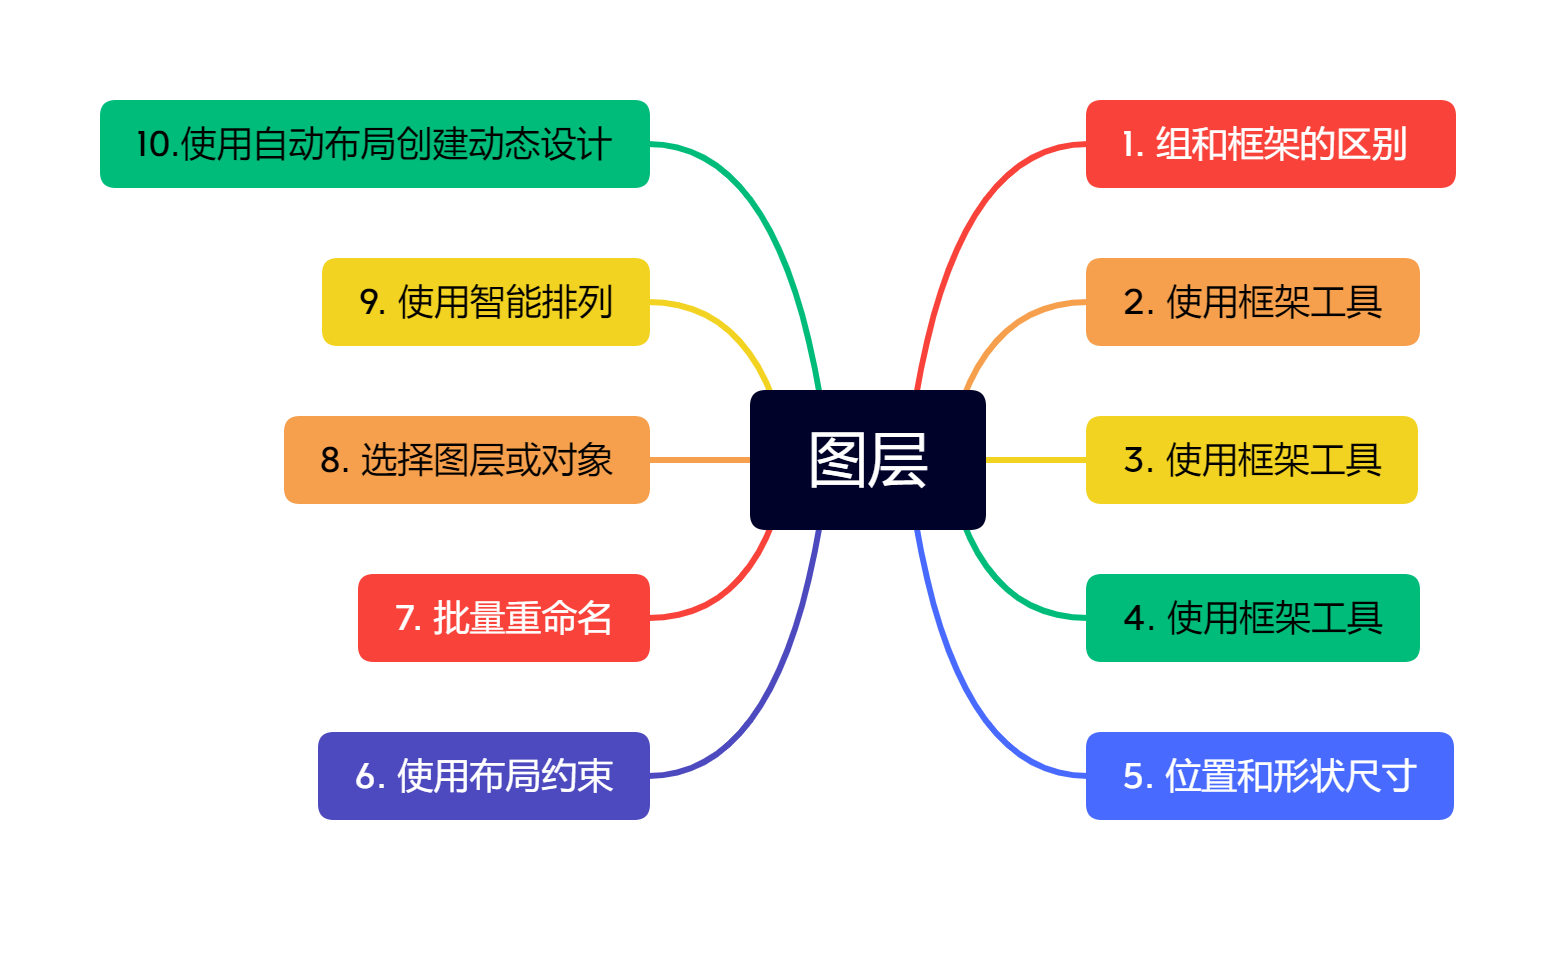 图层
1. 组和框架的区别
2. 使用框架工具
3. 使用框架工具
4. 使用框架工具
5. 位置和形状尺寸
6. 使用布局约束
7. 批量重命名
8. 选择图层或对象
9. 使用智能排列
10.使用自动布局创建动态设计